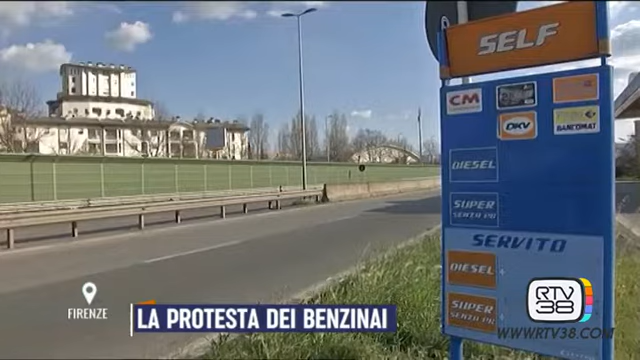 SELF
CM
DKV
BANCOMAT
DIESEL
SUPER
SENZA PB
SERVITO
DIESEL
SUPER
SENZA PB
RTV
38
WWW.RTV38.COM
FIRENZE
LA PROTESTA DEI BENZINAI